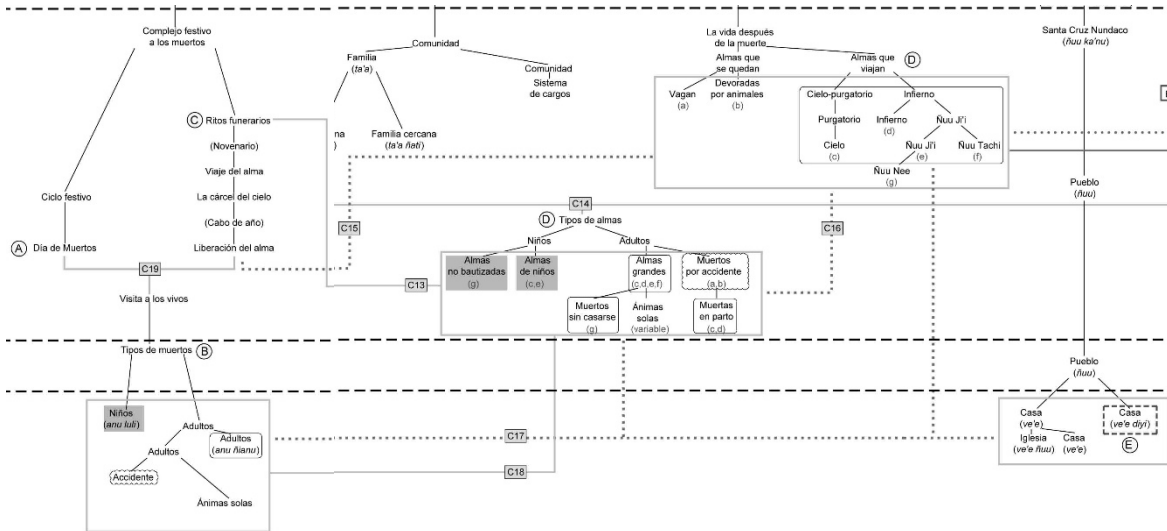 Complejo festivo
a los muertos
Ciclo festivo
A Día de Muertos
C Ritos funerarios
(Novenario)
Viaje del alma
La cárcel del cielo
(Cabo de año)
Liberación del alma
C19
Visita a los vivos
Tipos de muertos B
Niños
(anu luli)
Adultos
Adultos
(anu ñianu)
Adultos
Accidente
Ánimas solas
Comunidad
Familia
(ta'a)
Comunidad
Sistema
de cargos
na
)
Familia cercana
(ta'a ñati)
C15
C14
C13
D Tipos de almas
Niños
Adultos
Almas
no bautizadas
(g)
Almas
de niños
(c,e)
Almas
grandes
(c,d,e,f)
Muertos
por accidente
(a,b)
Muertos
sin casarse
(g)
Ánimas
solas
(variable)
Muertas
en parto
(c,d)
C16
C17
C18
La vida después
de la muerte
Almas que
se quedan
Almas que
viajan
D
Vagan
(a)
Devoradas
por animales
(b)
Cielo-purgatorio
Infierno
Purgatorio
Infierno
(d)
Ñuu Ji'i
Cielo
(c)
Ñuu Ji'i
(e)
Ñuu Tachi
(f)
Ñuu Nee
(g)
Santa Cruz Nundaco
(ñuu ka'nu)
Pueblo
(ñuu)
Pueblo
(ñuu)
Casa
(ve'e)
Casa
(ve'e diyi)
Iglesia
(ve'e ñuu)
Casa
(ve'e)
E